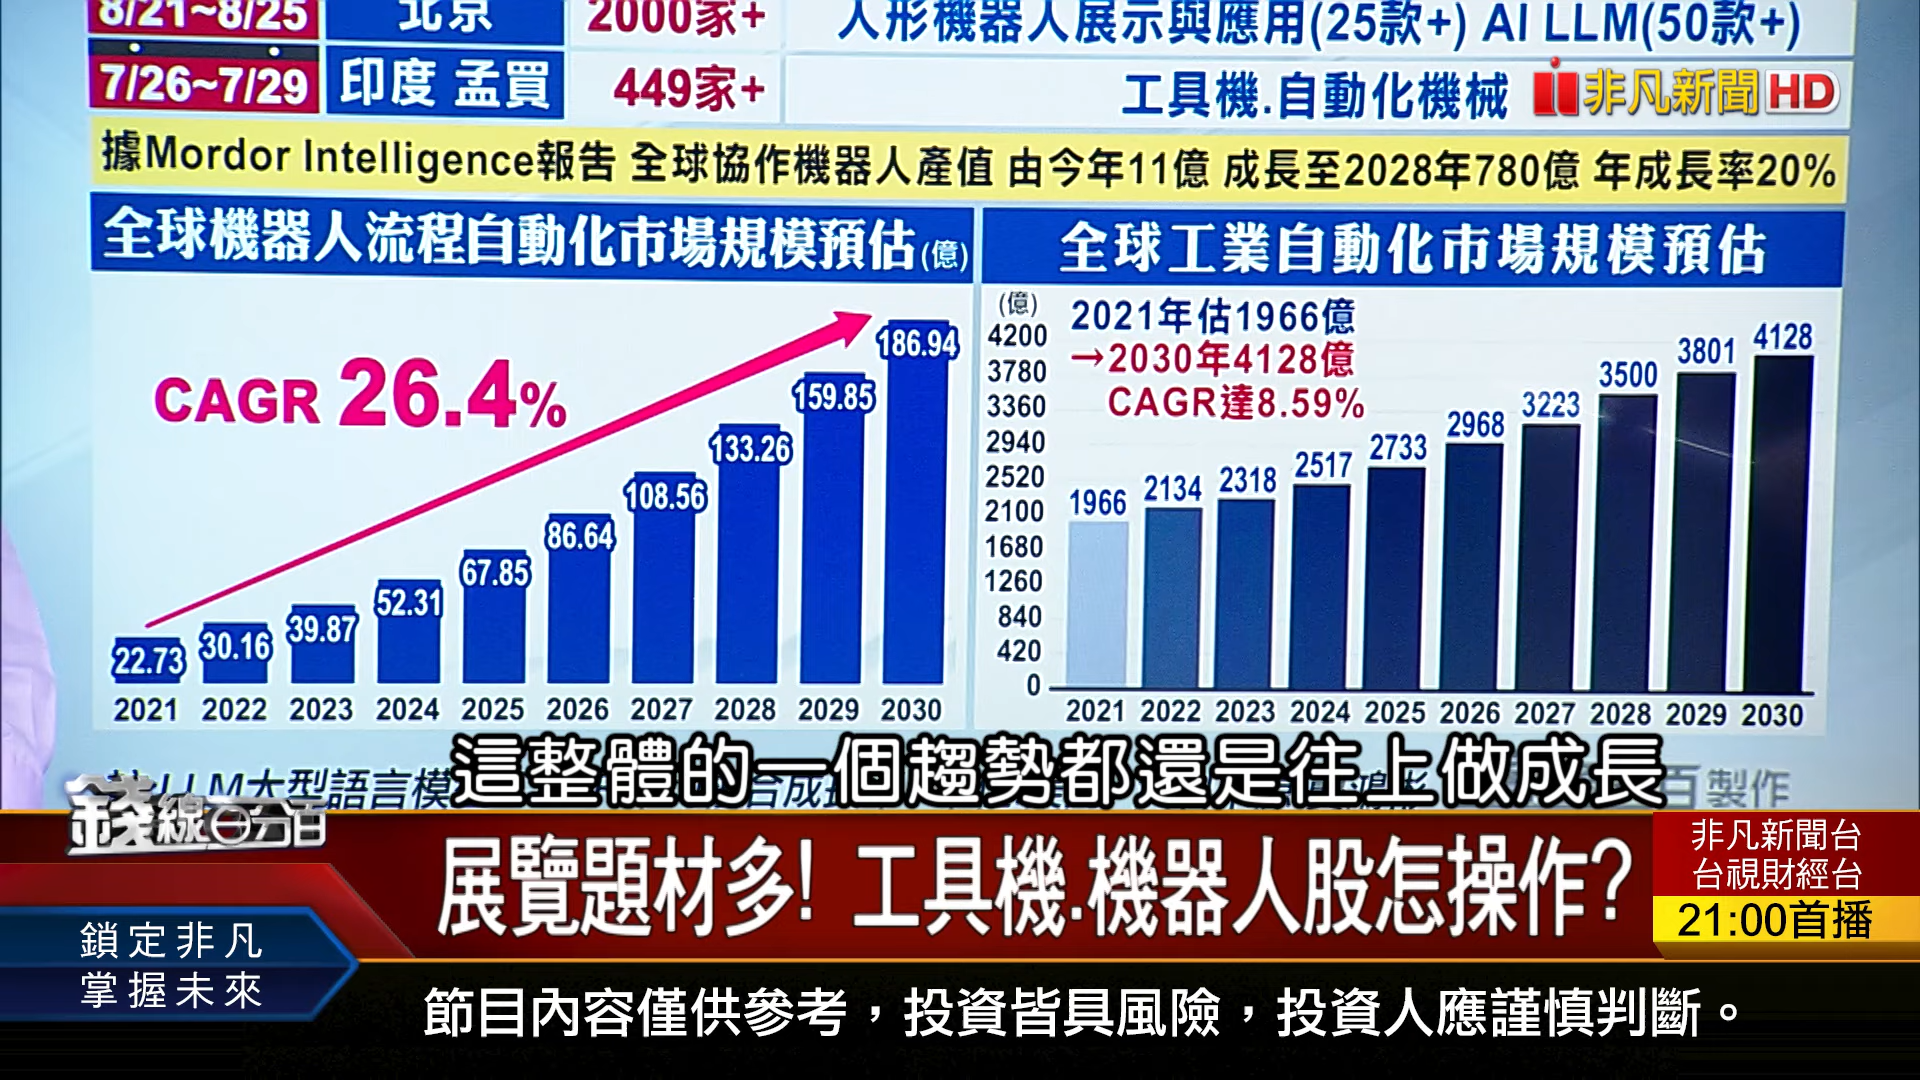 8/21~8/25 北京 2000家+ 人形機器人展示與應用(25款+) AI LLM(50款+)
7/26~7/29 印度 孟買 449家+ 工具機.自動化機械
非凡新聞HD
據Mordor Intelligence報告 全球協作機器人產值 由今年11億 成長至2028年780億 年成長率20%
全球機器人流程自動化市場規模預估(億)
CAGR 26.4%
22.73 30.16 39.87 52.31 67.85 86.64 108.56 133.26 159.85 186.94
2021 2022 2023 2024 2025 2026 2027 2028 2029 2030
全球工業自動化市場規模預估
(億)
2021年估1966億
→2030年4128億
CAGR達8.59%
4200
3780
3360
2940
2520
2100
1680
1260
840
420
0
1966 2134 2318 2517 2733 2968 3223 3500 3801 4128
2021 2022 2023 2024 2025 2026 2027 2028 2029 2030
LLM大型語言模
百製作
這整體的一個趨勢都還是往上做成長
錢線百分百
展覽題材多! 工具機.機器人股怎操作?
非凡新聞台
台視財經台
21:00首播
鎖定非凡
掌握未來
節目內容僅供參考，投資皆具風險，投資人應謹慎判斷。